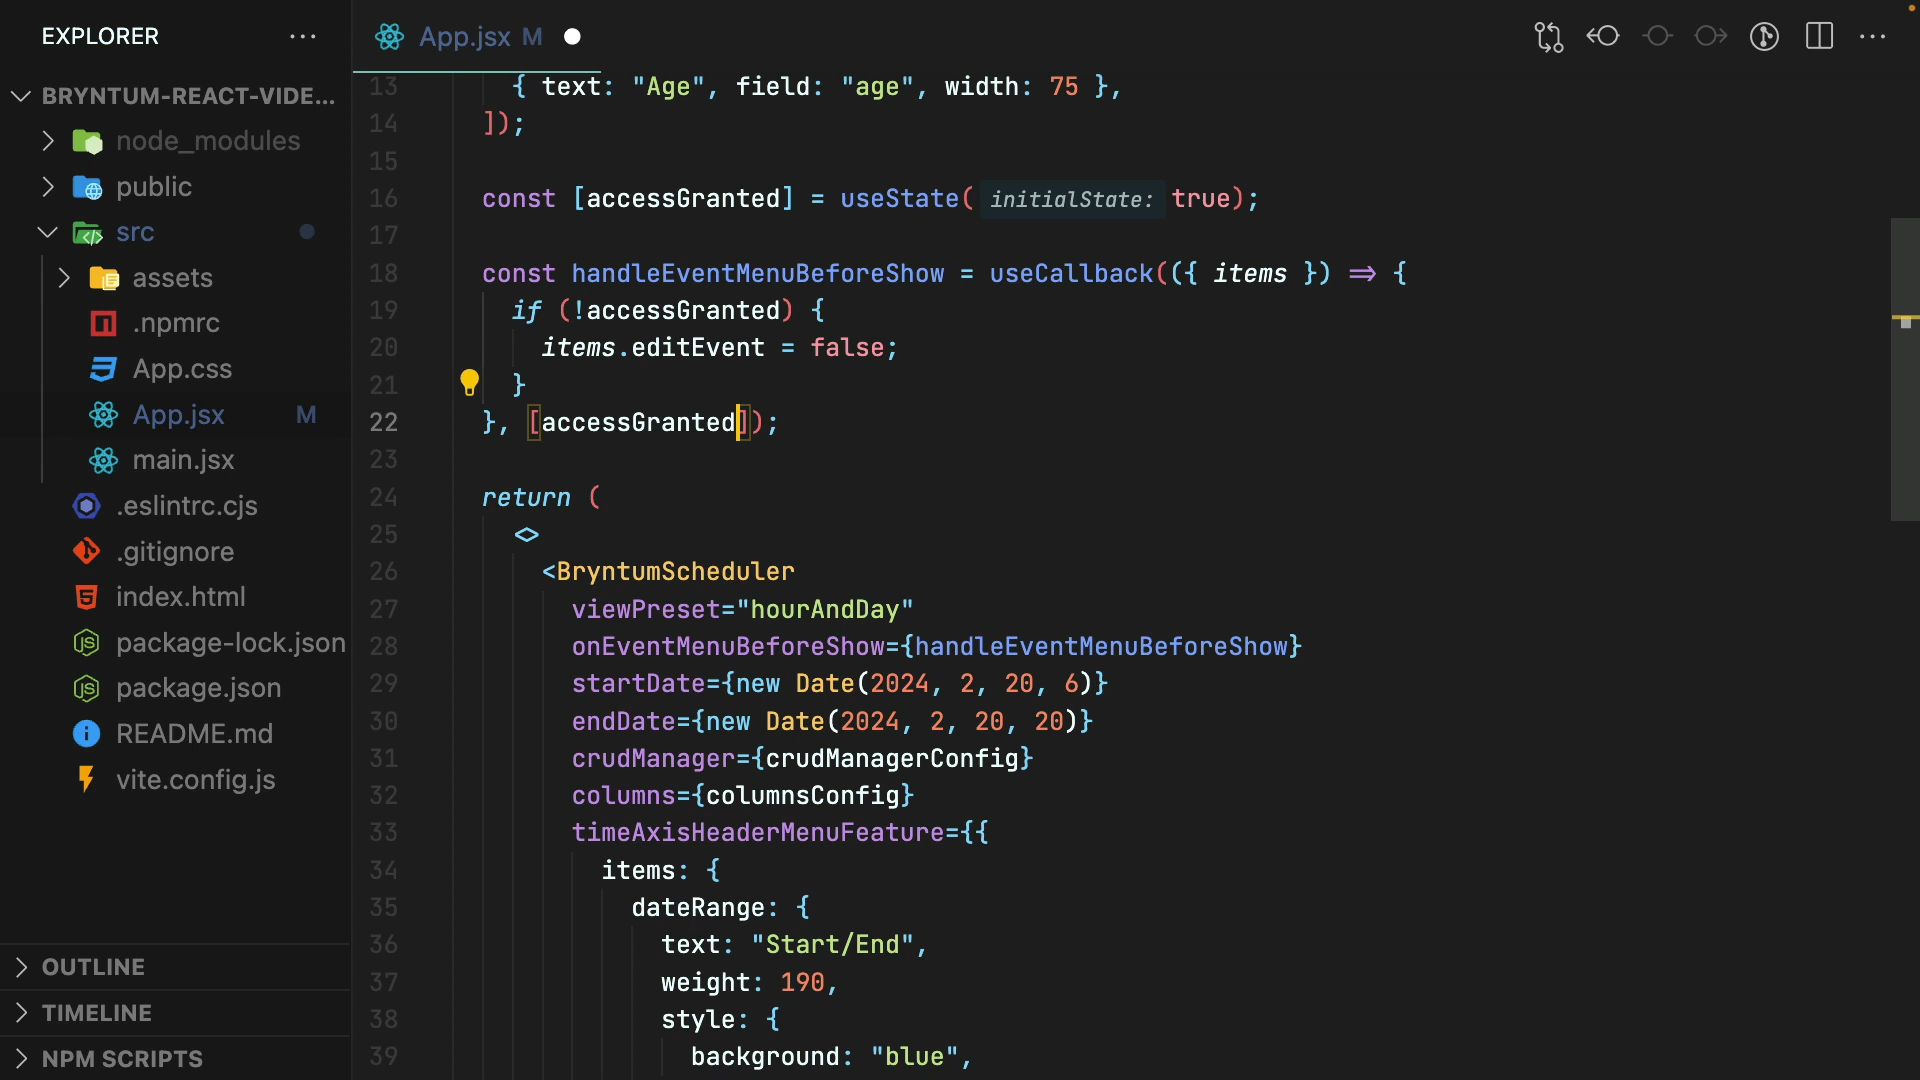 EXPLORER
BRYNTUM-REACT-VIDE...
node_modules
public
src
assets
.npmrc
App.css
App.jsx M
main.jsx
.eslintrc.cjs
.gitignore
index.html
package-lock.json
package.json
README.md
vite.config.js
OUTLINE
TIMELINE
NPM SCRIPTS
App.jsx M
13 { text: "Age", field: "age", width: 75 },
14 ]);
15
16 const [accessGranted] = useState( initialState: true);
17
18 const handleEventMenuBeforeShow = useCallback(({ items }) => {
19 if (!accessGranted) {
20 items.editEvent = false;
21 }
22 }, [accessGranted]);
23
24 return (
25 <>
26 <BryntumScheduler
27 viewPreset="hourAndDay"
28 onEventMenuBeforeShow={handleEventMenuBeforeShow}
29 startDate={new Date(2024, 2, 20, 6)}
30 endDate={new Date(2024, 2, 20, 20)}
31 crudManager={crudManagerConfig}
32 columns={columnsConfig}
33 timeAxisHeaderMenuFeature={{
34 items: {
35 dateRange: {
36 text: "Start/End",
37 weight: 190,
38 style: {
39 background: "blue",